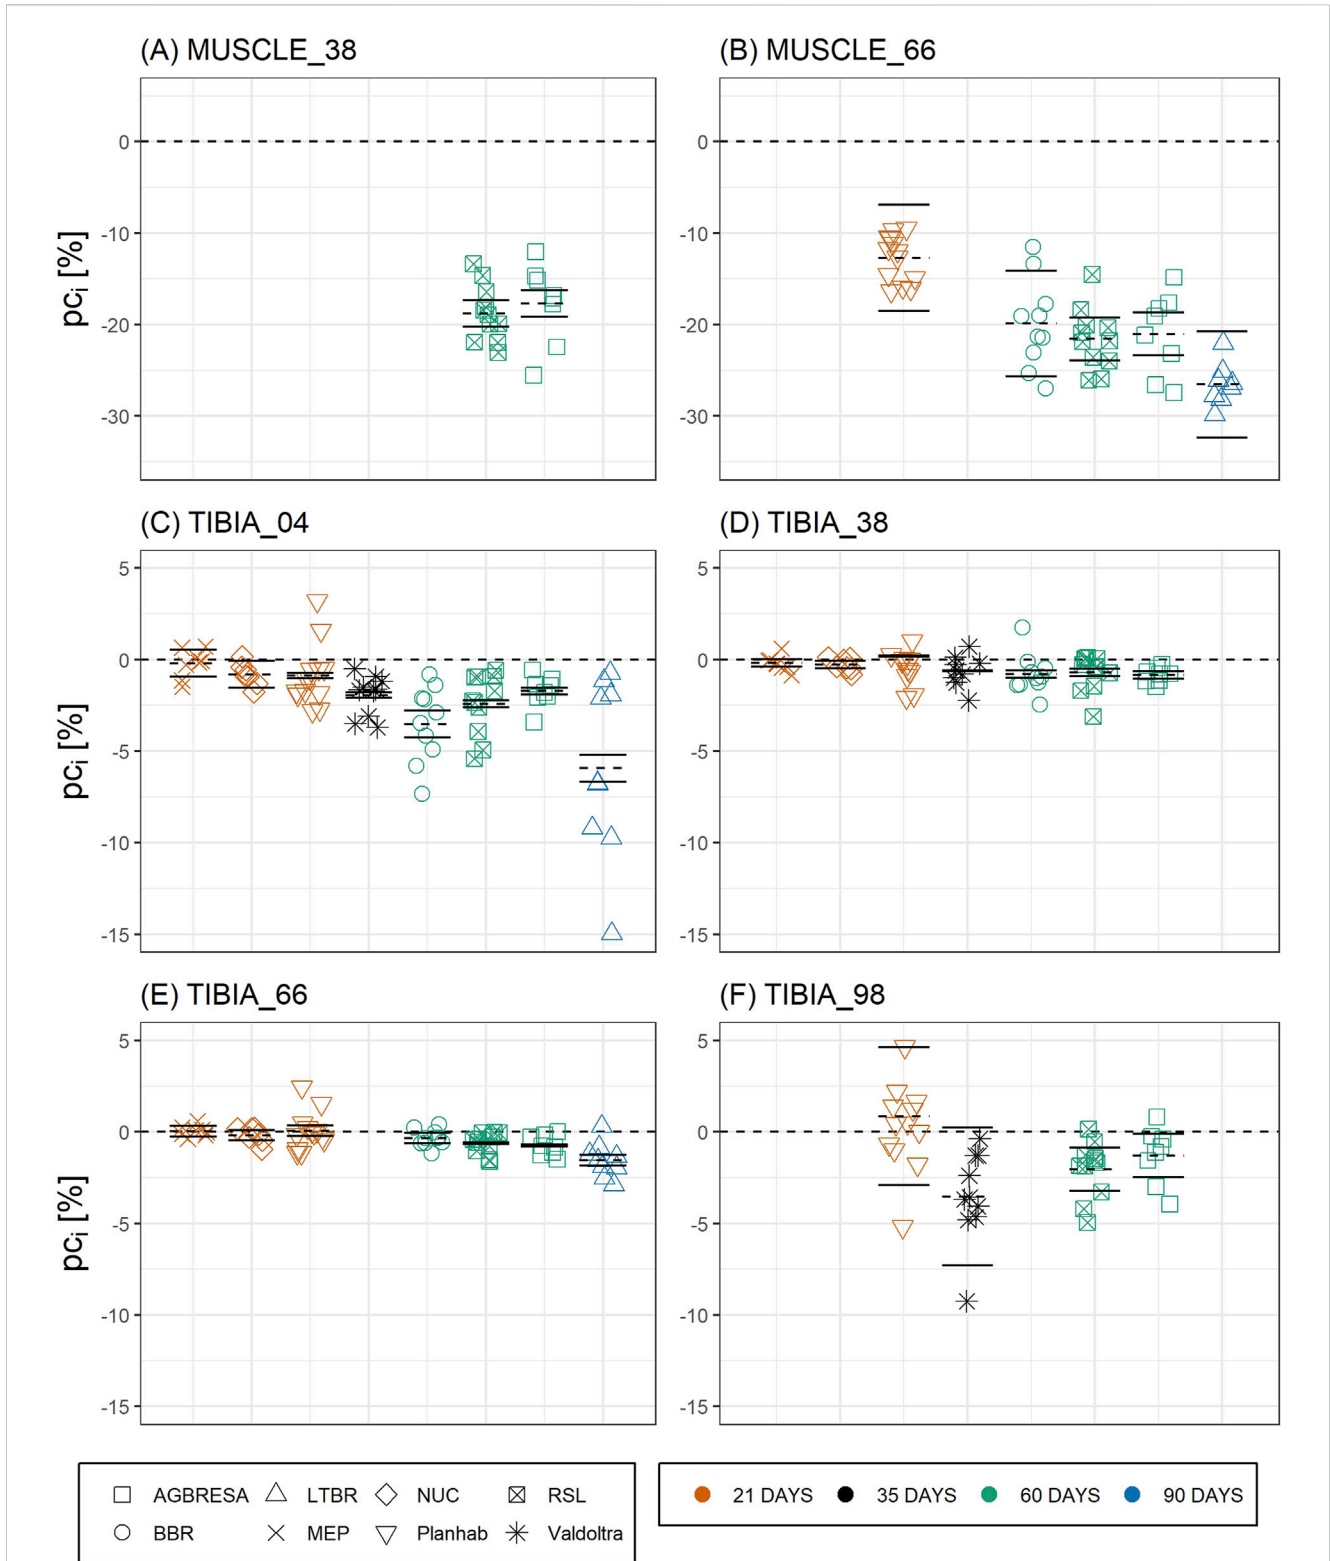 (A) MUSCLE_38
(B) MUSCLE_66
pci [%]
0
-10
-20
-30
0
-10
-20
-30
(C) TIBIA_04
(D) TIBIA_38
pci [%]
5
0
-5
-10
-15
5
0
-5
-10
-15
(E) TIBIA_66
(F) TIBIA_98
pci [%]
5
0
-5
-10
-15
5
0
-5
-10
-15
AGBRESA LTBR NUC RSL
BBR MEP Planhab Valdoltra
21 DAYS 35 DAYS 60 DAYS 90 DAYS